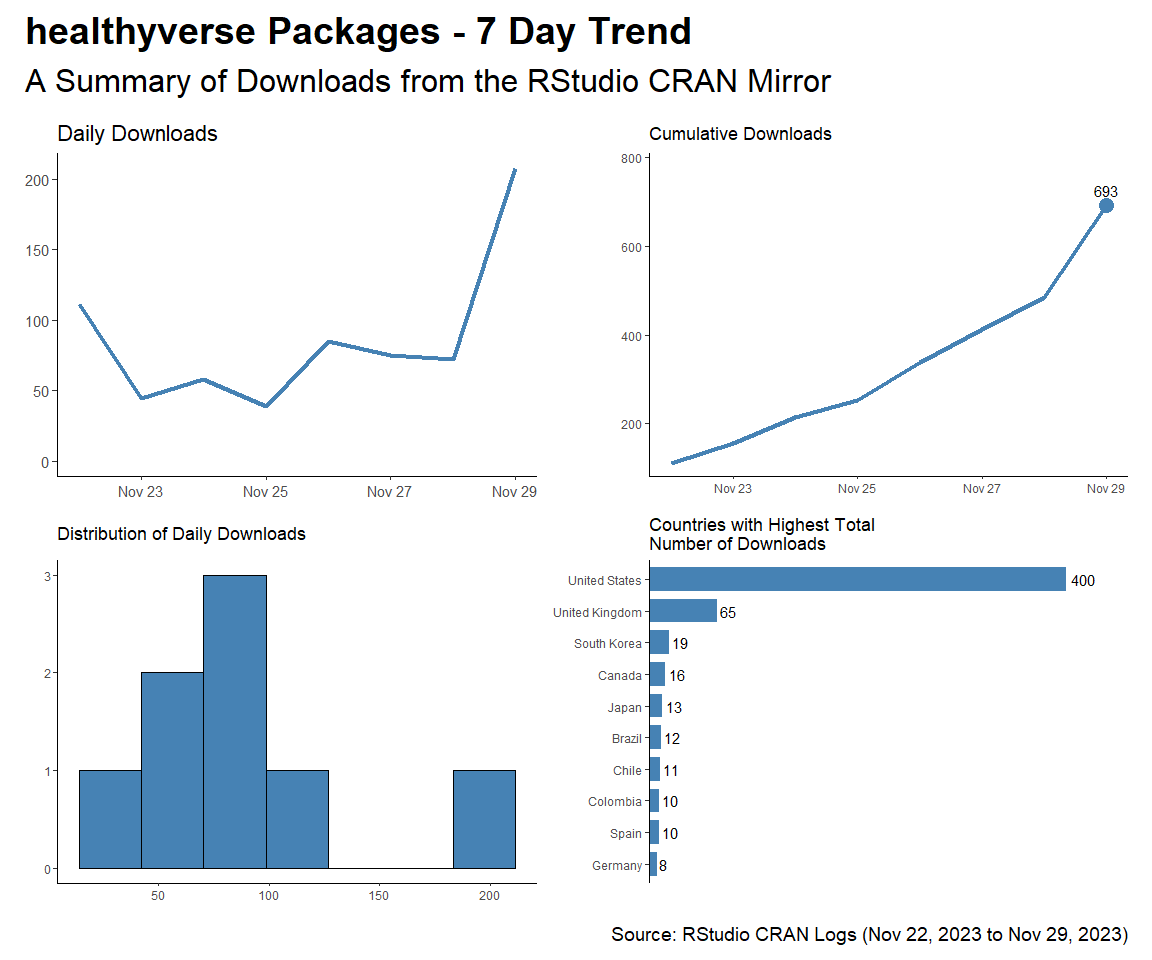 healthyverse Packages - 7 Day Trend
A Summary of Downloads from the RStudio CRAN Mirror
Daily Downloads
200
150
100
50
0
Nov 23
Nov 25
Nov 27
Nov 29
Cumulative Downloads
800
600
400
200
693
Nov 23
Nov 25
Nov 27
Nov 29
Distribution of Daily Downloads
3
2
1
0
50
100
150
200
Countries with Highest Total
Number of Downloads
United States 400
United Kingdom 65
South Korea 19
Canada 16
Japan 13
Brazil 12
Chile 11
Colombia 10
Spain 10
Germany 8
Source: RStudio CRAN Logs (Nov 22, 2023 to Nov 29, 2023)